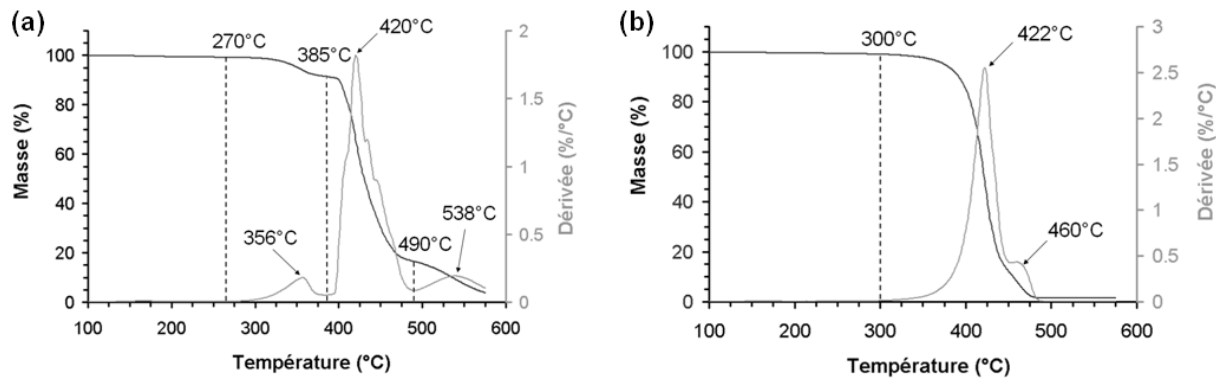 (a)
Masse (%)
100
80
60
40
20
0
270°C
385°C
420°C
356°C
490°C
538°C
2
1.5
1
0.5
0
Dérivée (%/°C)
100 200 300 400 500 600
Température (°C)
(b)
Masse (%)
100
80
60
40
20
0
300°C
422°C
460°C
3
2.5
2
1.5
1
0.5
0
Dérivée (%/°C)
100 200 300 400 500 600
Température (°C)